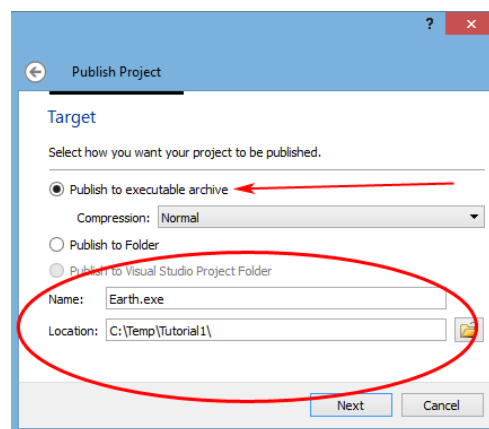 ?
Publish Project
Target
Select how you want your project to be published.
Publish to executable archive
Compression: Normal
Publish to Folder
Publish to Visual Studio Project Folder
Name: Earth.exe
Location: C:\Temp\Tutorial1\
Next Cancel